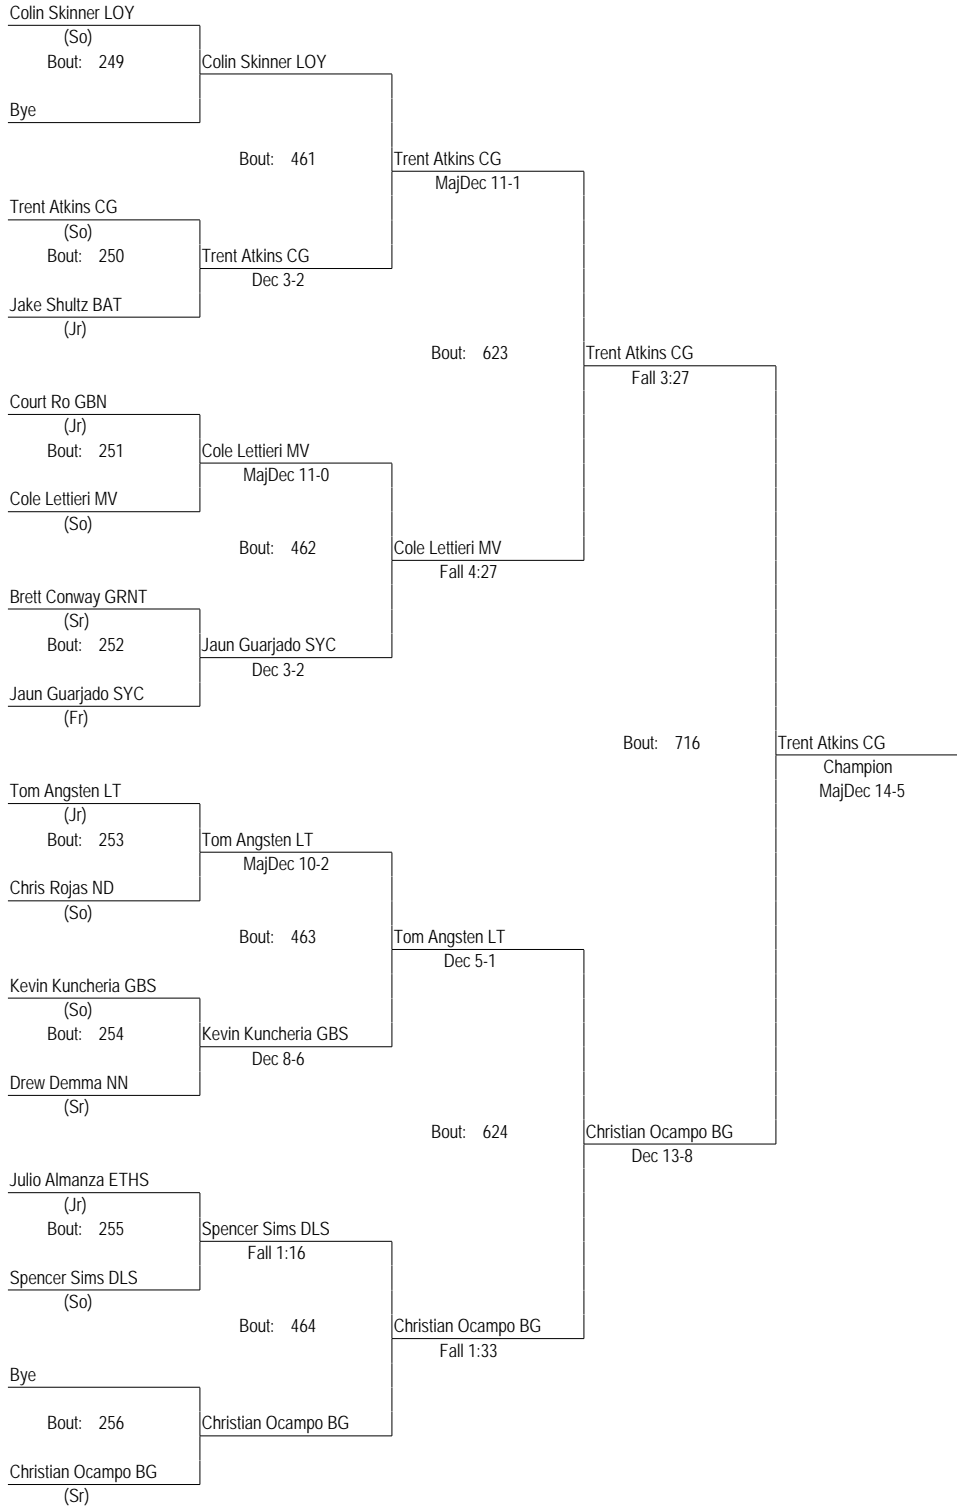 Colin Skinner LOY
(So)
Bout: 249
Colin Skinner LOY
Bye
Bout: 461
Trent Atkins CG
MajDec 11-1
Trent Atkins CG
(So)
Bout: 250
Trent Atkins CG
Dec 3-2
Jake Shultz BAT
(Jr)
Bout: 623
Trent Atkins CG
Fall 3:27
Court Ro GBN
(Jr)
Bout: 251
Cole Lettieri MV
MajDec 11-0
Cole Lettieri MV
(So)
Bout: 462
Cole Lettieri MV
Fall 4:27
Brett Conway GRNT
(Sr)
Bout: 252
Jaun Guarjado SYC
Dec 3-2
Jaun Guarjado SYC
(Fr)
Bout: 716
Trent Atkins CG
Champion
MajDec 14-5
Tom Angsten LT
(Jr)
Bout: 253
Tom Angsten LT
MajDec 10-2
Chris Rojas ND
(So)
Bout: 463
Tom Angsten LT
Dec 5-1
Kevin Kuncheria GBS
(So)
Bout: 254
Kevin Kuncheria GBS
Dec 8-6
Drew Demma NN
(Sr)
Bout: 624
Christian Ocampo BG
Dec 13-8
Julio Almanza ETHS
(Jr)
Bout: 255
Spencer Sims DLS
Fall 1:16
Spencer Sims DLS
(So)
Bout: 464
Christian Ocampo BG
Fall 1:33
Bye
Bout: 256
Christian Ocampo BG
Christian Ocampo BG
(Sr)